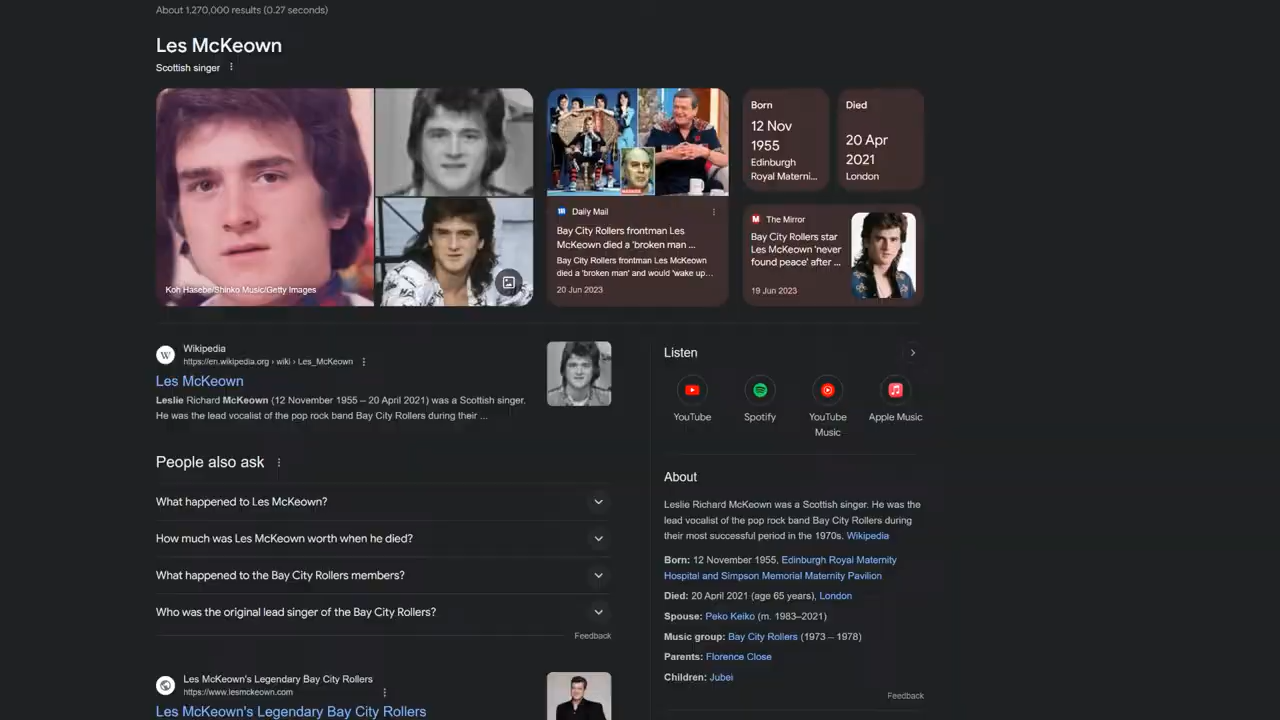 About 1,270,000 results (0.27 seconds)
Les McKeown
Scottish singer
Koh Hasebe/Shinko Music/Getty Images
Daily Mail
Bay City Rollers frontman Les
McKeown died a 'broken man ...
Bay City Rollers frontman Les McKeown
died a 'broken man' and would 'wake up...
20 Jun 2023
Born
12 Nov
1955
Edinburgh
Royal Materni...
Died
20 Apr
2021
London
The Mirror
Bay City Rollers star
Les McKeown 'never
found peace' after ...
19 Jun 2023
Wikipedia
https://en.wikipedia.org › wiki › Les_McKeown
Les McKeown
Leslie Richard McKeown (12 November 1955 – 20 April 2021) was a Scottish singer.
He was the lead vocalist of the pop rock band Bay City Rollers during their ...
People also ask
What happened to Les McKeown?
How much was Les McKeown worth when he died?
What happened to the Bay City Rollers members?
Who was the original lead singer of the Bay City Rollers?
Feedback
Les McKeown's Legendary Bay City Rollers
https://www.lesmckeown.com
Les McKeown's Legendary Bay City Rollers
Listen
YouTube
Spotify
YouTube
Music
Apple Music
About
Leslie Richard McKeown was a Scottish singer. He was the
lead vocalist of the pop rock band Bay City Rollers during
their most successful period in the 1970s. Wikipedia
Born: 12 November 1955, Edinburgh Royal Maternity
Hospital and Simpson Memorial Maternity Pavilion
Died: 20 April 2021 (age 65 years), London
Spouse: Peko Keiko (m. 1983–2021)
Music group: Bay City Rollers (1973 – 1978)
Parents: Florence Close
Children: Jubei
Feedback